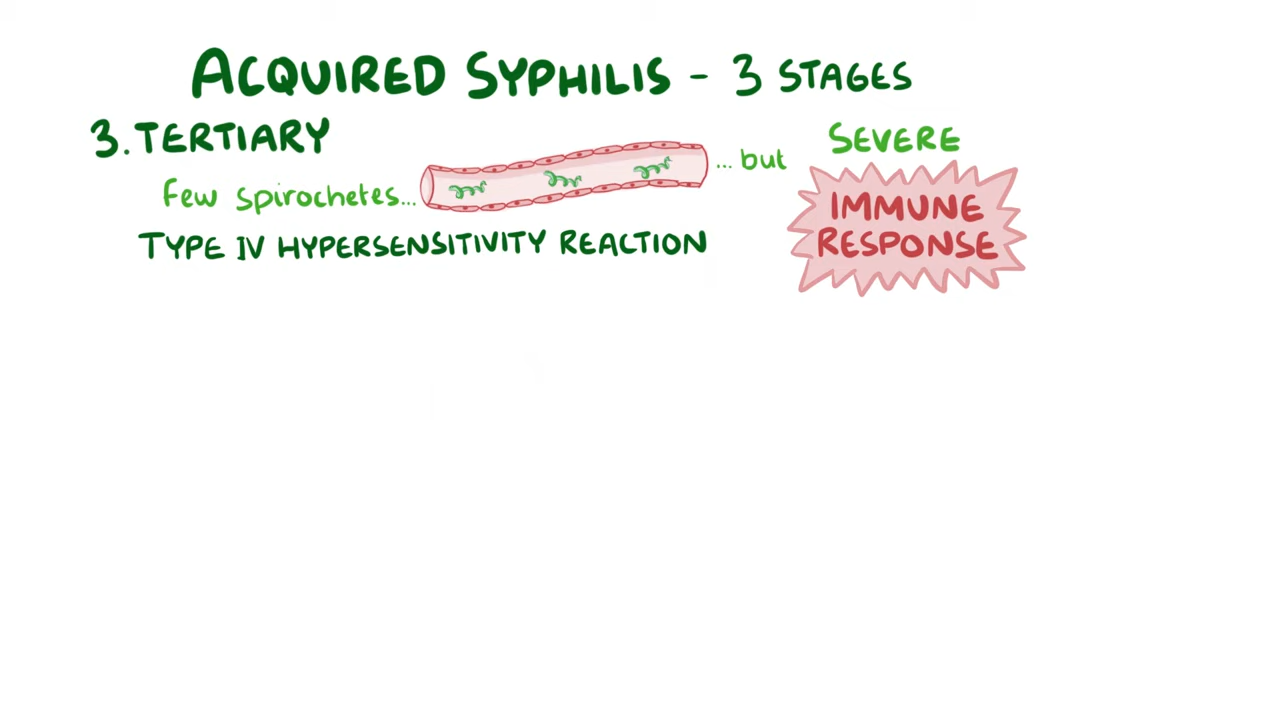 ACQUIRED SYPHILIS - 3 STAGES
3. TERTIARY
Few spirochetes... ... but SEVERE
IMMUNE
RESPONSE
TYPE IV HYPERSENSITIVITY REACTION